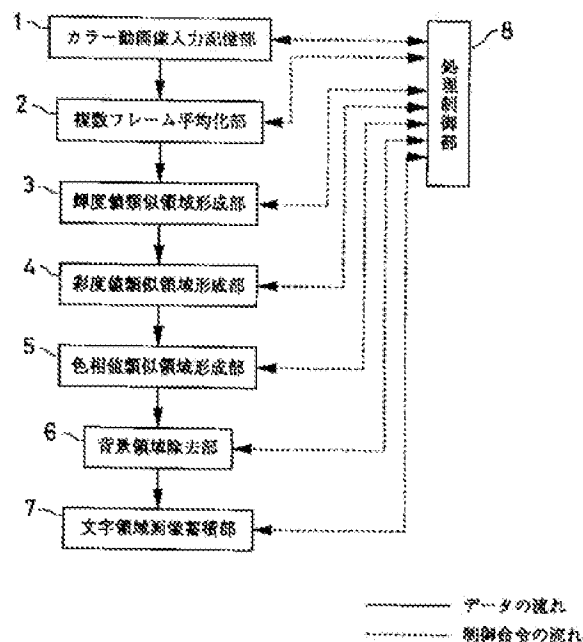 1
カラー動画像入力記憶部
8
処理制御部
2
複数フレーム平均化部
3
輝度値類似領域形成部
4
彩度値類似領域形成部
5
色相値類似領域形成部
6
背景領域除去部
7
文字領域画像蓄積部
データの流れ
制御命令の流れ